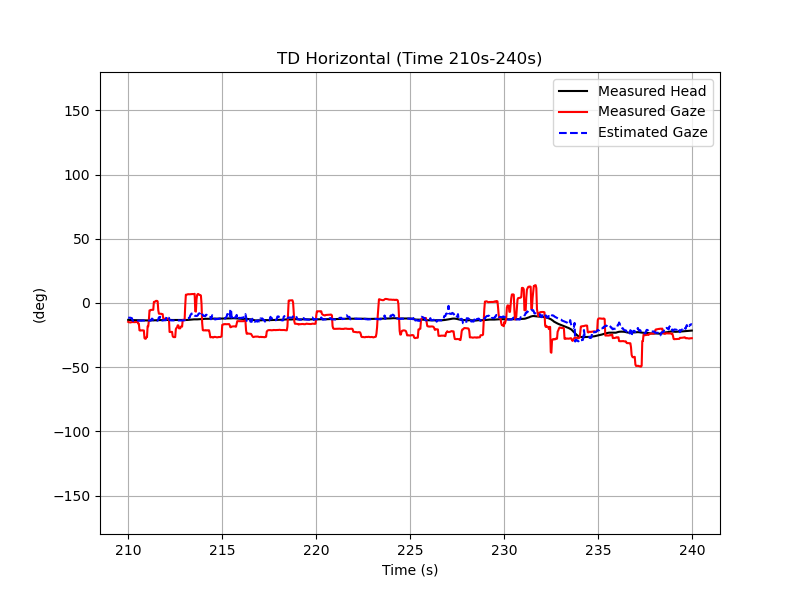 TD Horizontal (Time 210s-240s)
Measured Head
Measured Gaze
Estimated Gaze
150
100
50
0
−50
−100
−150
(deg)
210 215 220 225 230 235 240
Time (s)